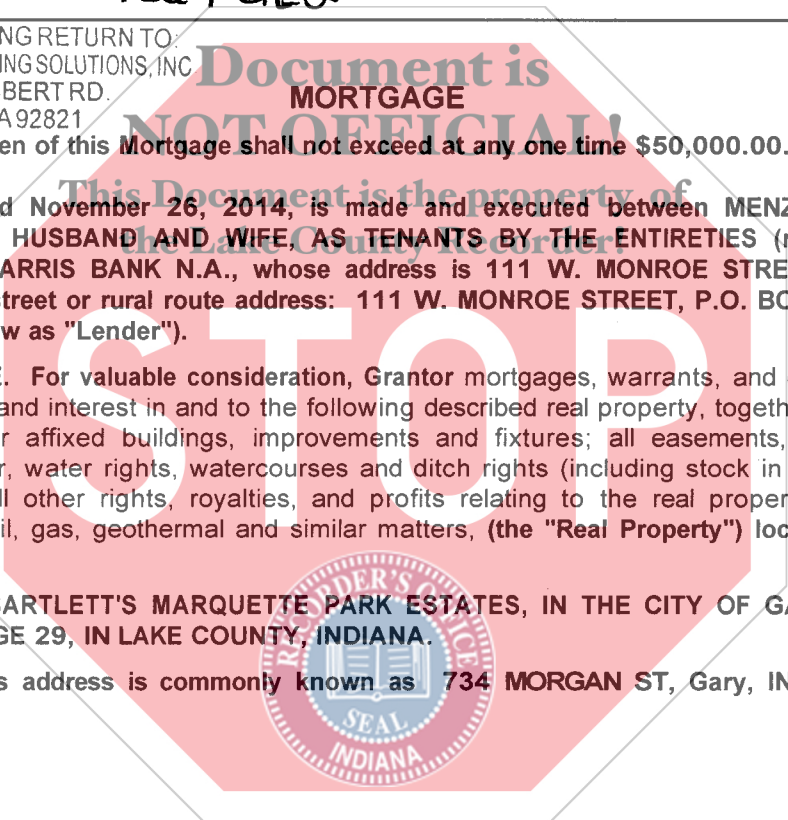 NG RETURN TO:
ING SOLUTIONS, INC
BERT RD.
A 92821
Document is
NOT OFFICIAL!
This Document is the property of
the Lake County Recorder!
MORTGAGE
en of this Mortgage shall not exceed at any one time $50,000.00.
d November 26, 2014, is made and executed between MENZ
HUSBAND AND WIFE, AS TENANTS BY THE ENTIRETIES (r
ARRIS BANK N.A., whose address is 111 W. MONROE STRE
street or rural route address: 111 W. MONROE STREET, P.O. BO
w as "Lender").
E. For valuable consideration, Grantor mortgages, warrants, and
and interest in and to the following described real property, togeth
r affixed buildings, improvements and fixtures; all easements,
r, water rights, watercourses and ditch rights (including stock in
ll other rights, royalties, and profits relating to the real proper
il, gas, geothermal and similar matters, (the "Real Property") loc
STOP
BARTLETT'S MARQUETTE PARK ESTATES, IN THE CITY OF GA
GE 29, IN LAKE COUNTY, INDIANA.
s address is commonly known as 734 MORGAN ST, Gary, IN
RECORDER'S OFFICE
SEAL
INDIANA